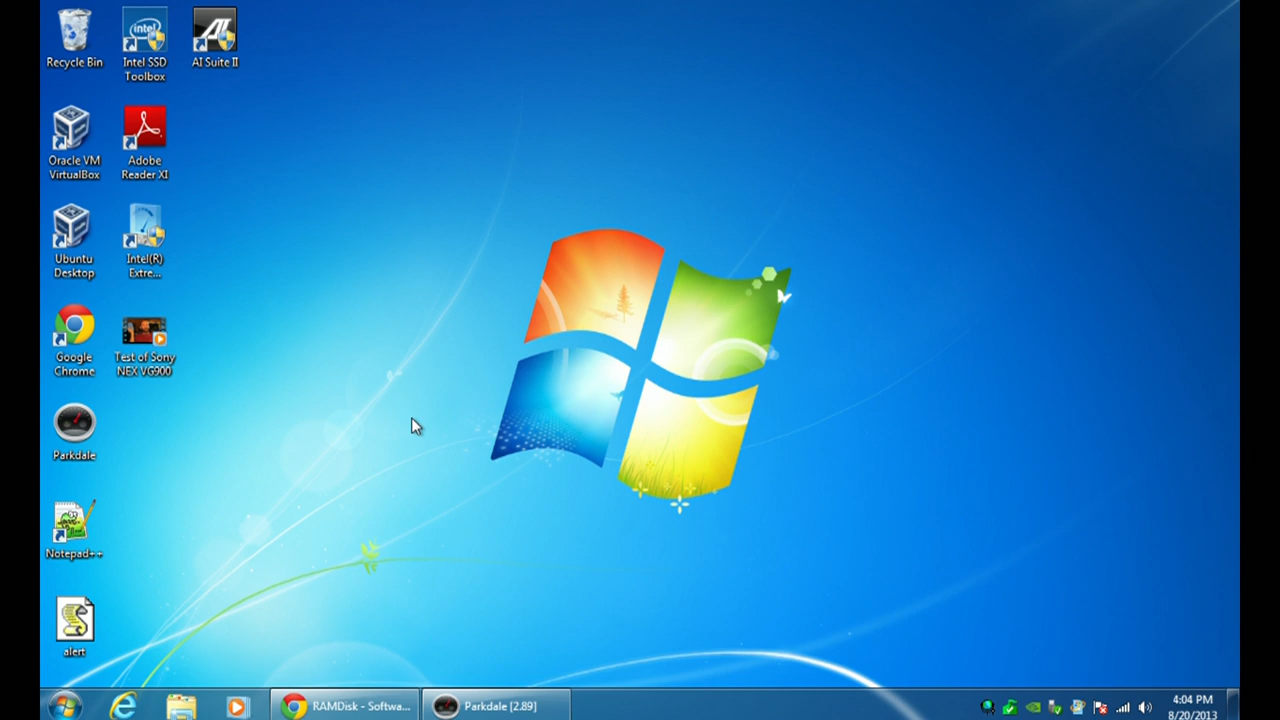 Recycle Bin
Intel SSD
Toolbox
AI Suite II
Oracle VM
VirtualBox
Adobe
Reader XI
Ubuntu
Desktop
Intel(R)
Extre...
Google
Chrome
Test of Sony
NEX VG900
Parkdale
Notepad++
alert
RAMDisk - Softwa...
Parkdale [2.89]
4:04 PM
8/20/2013